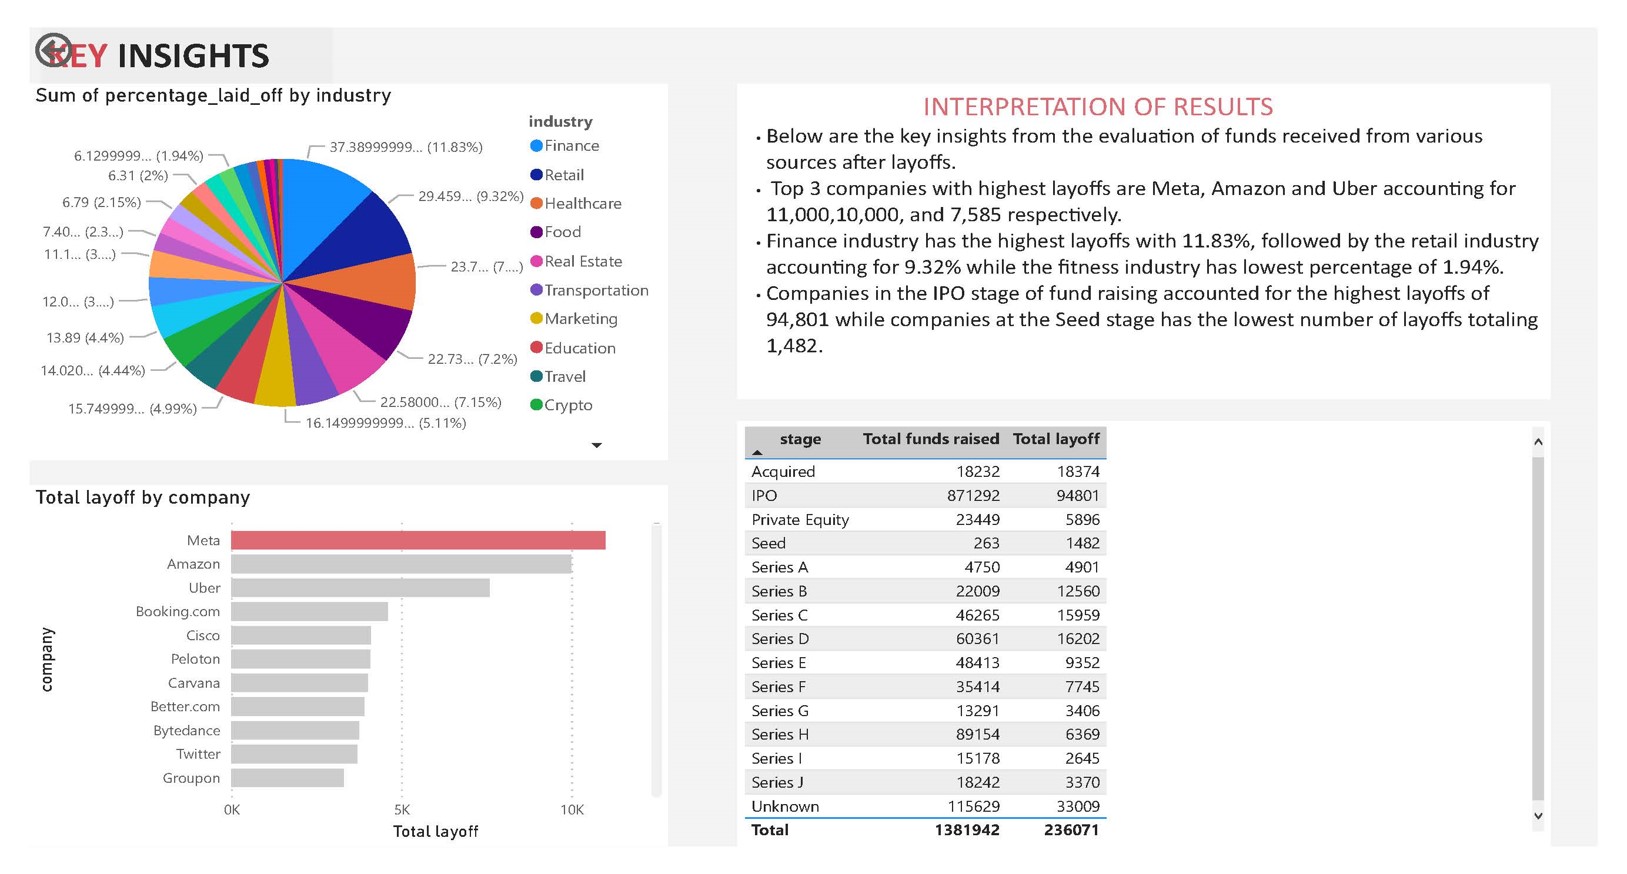 KEY INSIGHTS
Sum of percentage_laid_off by industry
industry
Finance
Retail
Healthcare
Food
Real Estate
Transportation
Marketing
Education
Travel
Crypto
37.38999999... (11.83%)
29.459... (9.32%)
23.7... (7....)
22.73... (7.2%)
22.58000... (7.15%)
16.1499999999... (5.11%)
15.749999... (4.99%)
14.020... (4.44%)
13.89 (4.4%)
12.0... (3....)
11.1... (3....)
7.40... (2.3...)
6.79 (2.15%)
6.31 (2%)
6.1299999... (1.94%)
Total layoff by company
company
Meta
Amazon
Uber
Booking.com
Cisco
Peloton
Carvana
Better.com
Bytedance
Twitter
Groupon
0K 5K 10K
Total layoff
INTERPRETATION OF RESULTS
• Below are the key insights from the evaluation of funds received from various
sources after layoffs.
• Top 3 companies with highest layoffs are Meta, Amazon and Uber accounting for
11,000,10,000, and 7,585 respectively.
• Finance industry has the highest layoffs with 11.83%, followed by the retail industry
accounting for 9.32% while the fitness industry has lowest percentage of 1.94%.
• Companies in the IPO stage of fund raising accounted for the highest layoffs of
94,801 while companies at the Seed stage has the lowest number of layoffs totaling
1,482.
stage Total funds raised Total layoff
Acquired 18232 18374
IPO 871292 94801
Private Equity 23449 5896
Seed 263 1482
Series A 4750 4901
Series B 22009 12560
Series C 46265 15959
Series D 60361 16202
Series E 48413 9352
Series F 35414 7745
Series G 13291 3406
Series H 89154 6369
Series I 15178 2645
Series J 18242 3370
Unknown 115629 33009
Total 1381942 236071